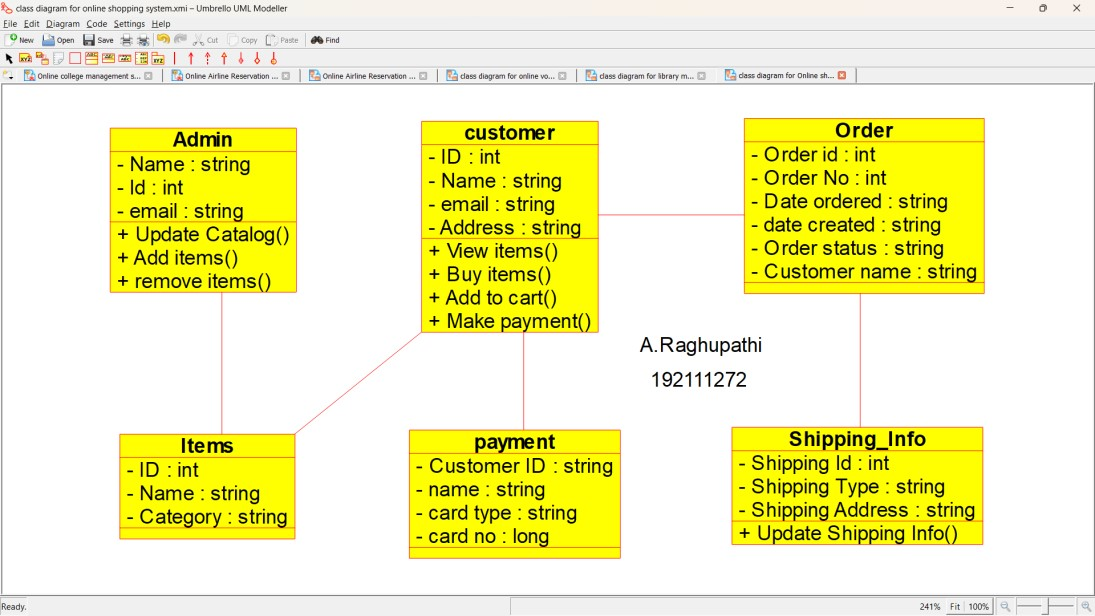 class diagram for online shopping system.xmi – Umbrello UML Modeller
File Edit Diagram Code Settings Help
New Open Save Cut Copy Paste Find
Online college management s... Online Airline Reservation ... Online Airline Reservation ... class diagram for online vo... class diagram for library m... class diagram for Online sh...
Admin
- Name : string
- Id : int
- email : string
+ Update Catalog()
+ Add items()
+ remove items()
customer
- ID : int
- Name : string
- email : string
- Address : string
+ View items()
+ Buy items()
+ Add to cart()
+ Make payment()
Order
- Order id : int
- Order No : int
- Date ordered : string
- date created : string
- Order status : string
- Customer name : string
A.Raghupathi
192111272
Items
- ID : int
- Name : string
- Category : string
payment
- Customer ID : string
- name : string
- card type : string
- card no : long
Shipping_Info
- Shipping Id : int
- Shipping Type : string
- Shipping Address : string
+ Update Shipping Info()
Ready.
241% Fit 100%